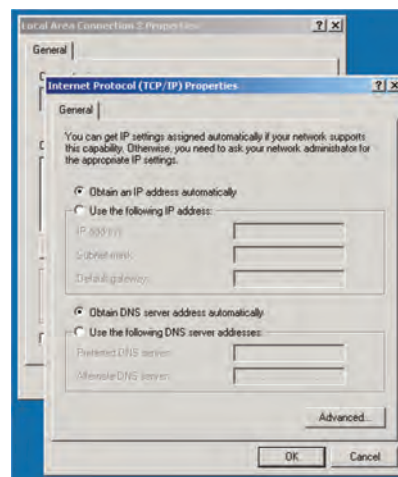 Local Area Connection 2 Properties
General
Internet Protocol (TCP/IP) Properties
General
You can get IP settings assigned automatically if your network supports
this capability. Otherwise, you need to ask your network administrator for
the appropriate IP settings.
Obtain an IP address automatically
Use the following IP address:
IP address:
Subnet mask:
Default gateway:
Obtain DNS server address automatically
Use the following DNS server addresses:
Preferred DNS server:
Alternate DNS server:
Advanced...
OK
Cancel